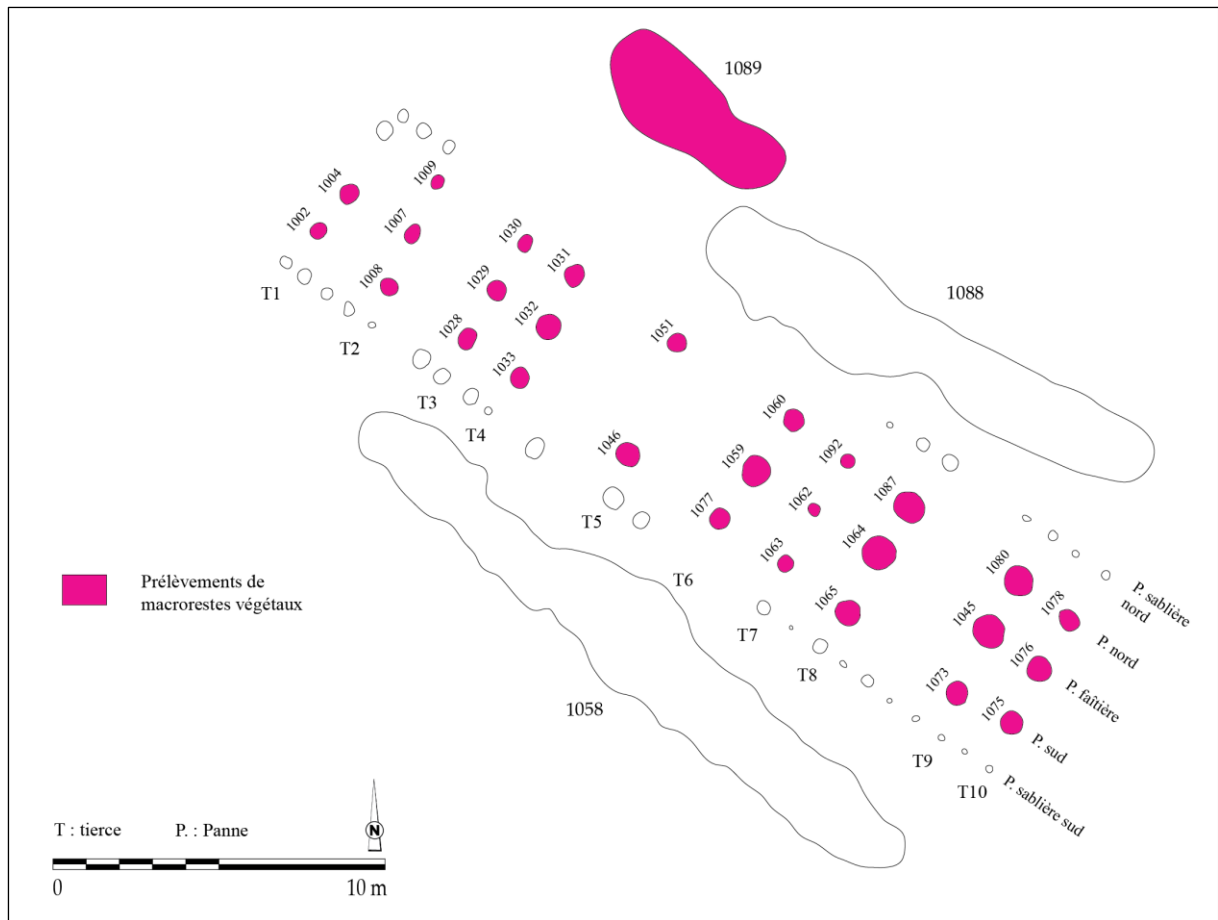 1089
1004
1009
1002
1007
1030
1031
1008
1029
1088
T1
1028
1032
1051
T2
1033
T3
1060
T4
1046
1059
1092
1087
T5
1077
1062
1064
1063
1080
T6
1078
P. sablière
nord
Prélèvements de
macrorestes végétaux
1065
1045
P. nord
T7
1076
T8
1073
P. faîtière
1058
1075
P. sud
T9
T10
P. sablière sud
T : tierce
P. : Panne
N
0
10 m